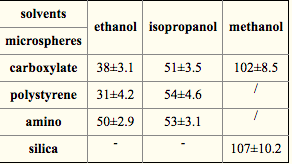 solvents
microspheres
ethanol isopropanol methanol
carboxylate 38±3.1 51±3.5 102±8.5
polystyrene 31±4.2 54±4.6 /
amino 50±2.9 53±3.1 /
silica - - 107±10.2